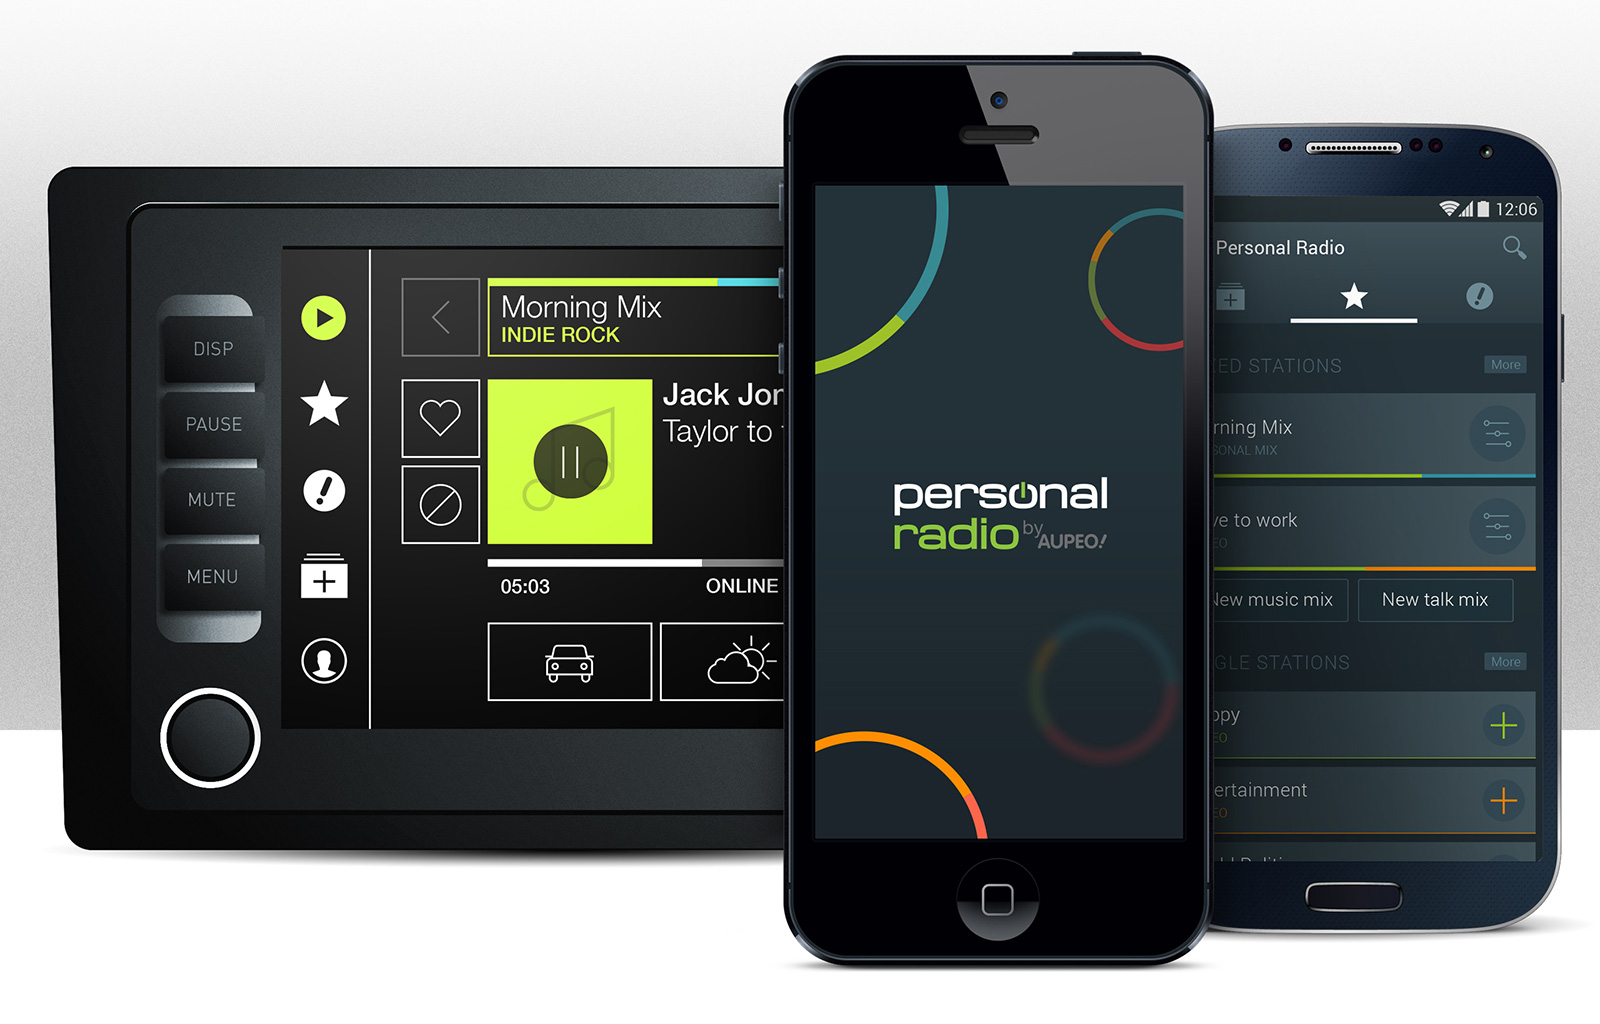 DISP
PAUSE
MUTE
MENU
Morning Mix
INDIE ROCK
Jack Jon
Taylor to
05:03
ONLINE
personal
radio by AUPEO!
12:06
Personal Radio
ED STATIONS
More
rning Mix
SONAL MIX
ve to work
EO
New music mix
New talk mix
GLE STATIONS
More
ppy
EO
ertainment
EO